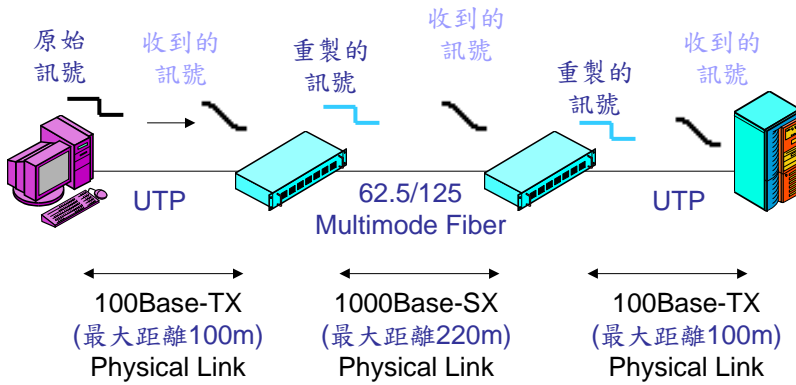 原始
訊號
收到的
訊號
重製的
訊號
收到的
訊號
重製的
訊號
收到的
訊號
UTP
62.5/125
Multimode Fiber
UTP
100Base-TX
(最大距離100m)
Physical Link
1000Base-SX
(最大距離220m)
Physical Link
100Base-TX
(最大距離100m)
Physical Link